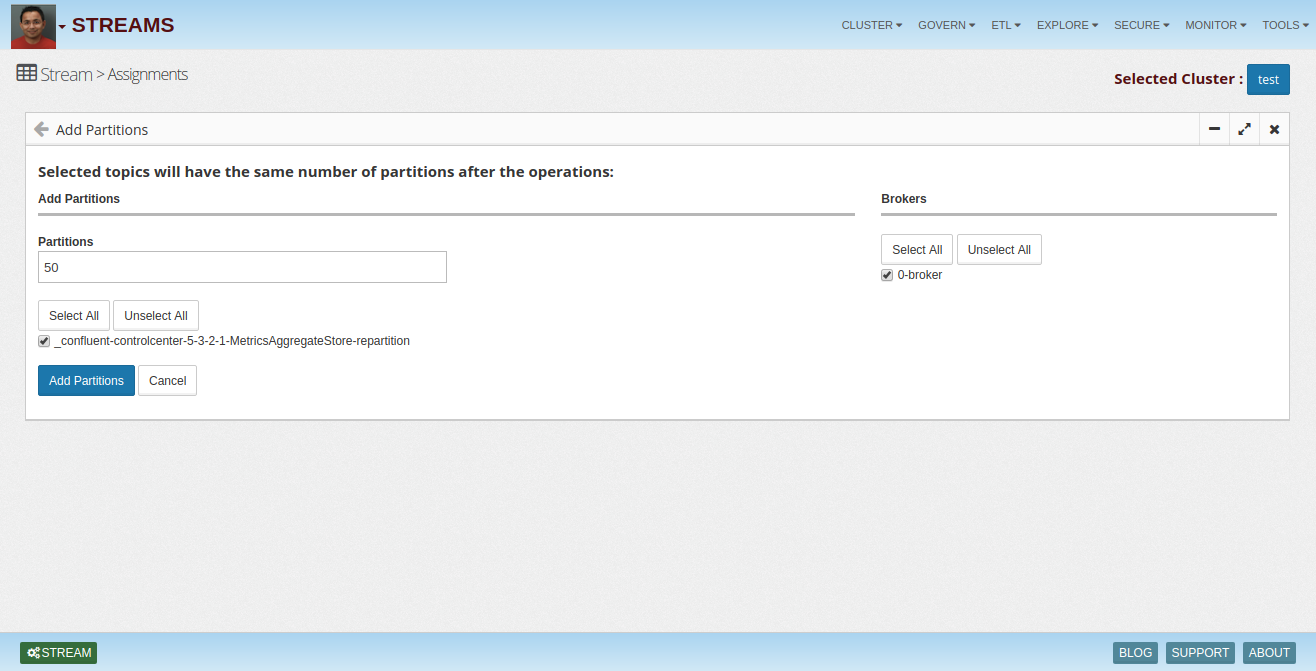 STREAMS
CLUSTER GOVERN ETL EXPLORE SECURE MONITOR TOOLS
Stream > Assignments
Selected Cluster : test
Add Partitions
Selected topics will have the same number of partitions after the operations:
Add Partitions
Brokers
Partitions
50
Select All Unselect All
0-broker
Select All Unselect All
_confluent-controlcenter-5-3-2-1-MetricsAggregateStore-repartition
Add Partitions Cancel
STREAM
BLOG SUPPORT ABOUT